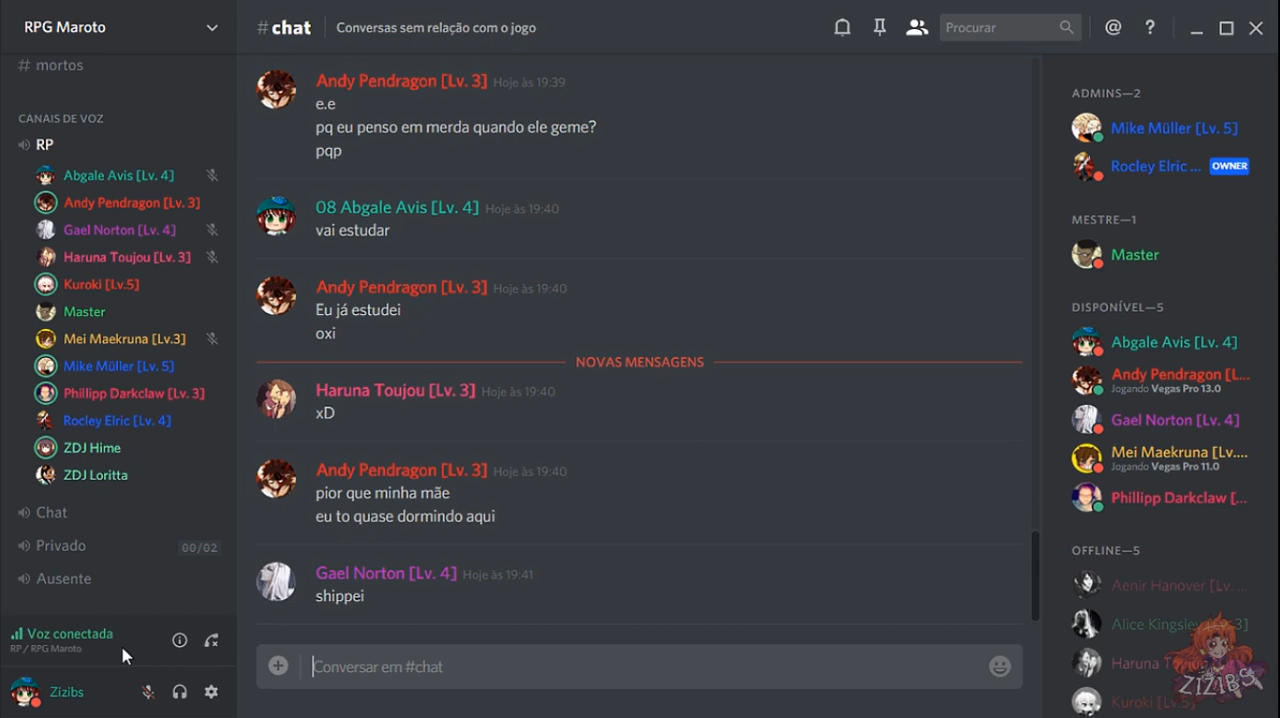 RPG Maroto
# mortos
CANAIS DE VOZ
RP
Abgale Avis [Lv. 4]
Andy Pendragon [Lv. 3]
Gael Norton [Lv. 4]
Haruna Toujou [Lv. 3]
Kuroki [Lv.5]
Master
Mei Maekruna [Lv.3]
Mike Müller [Lv. 5]
Phillipp Darkclaw [Lv. 3]
Rocley Elric [Lv. 4]
ZDJ Hime
ZDJ Loritta
Chat
Privado 00/02
Ausente
Voz conectada
RP / RPG Maroto
Zizibs
#chat Conversas sem relação com o jogo
Procurar @ ?
Andy Pendragon [Lv. 3] Hoje às 19:39
e.e
pq eu penso em merda quando ele geme?
pqp
08 Abgale Avis [Lv. 4] Hoje às 19:40
vai estudar
Andy Pendragon [Lv. 3] Hoje às 19:40
Eu já estudei
oxi
NOVAS MENSAGENS
Haruna Toujou [Lv. 3] Hoje às 19:40
xD
Andy Pendragon [Lv. 3] Hoje às 19:40
pior que minha mãe
eu to quase dormindo aqui
Gael Norton [Lv. 4] Hoje às 19:41
shippei
Conversar em #chat
ADMINS—2
Mike Müller [Lv. 5]
Rocley Elric ... OWNER
MESTRE—1
Master
DISPONÍVEL—5
Abgale Avis [Lv. 4]
Andy Pendragon [L...
Jogando Vegas Pro 13.0
Gael Norton [Lv. 4]
Mei Maekruna [Lv....
Jogando Vegas Pro 11.0
Phillipp Darkclaw [...
OFFLINE—5
Aenir Hanover [Lv. ...
Alice Kingsley [Lv. 3]
Haruna
Kuroki [Lv.5]
ZIZIBS